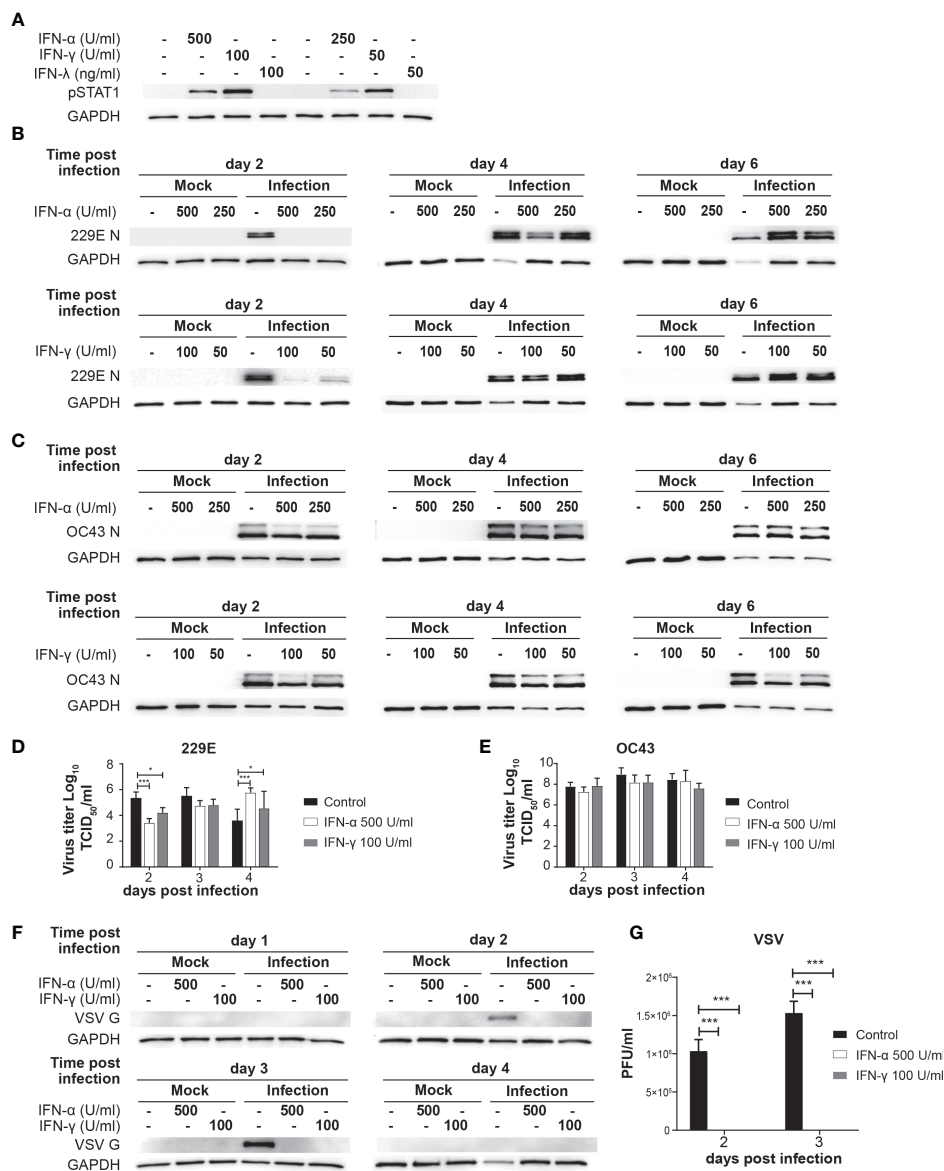 A
IFN-α (U/ml) - 500 - - - 250 - -
IFN-γ (U/ml) - - 100 - - - 50 -
IFN-λ (ng/ml) - - - 100 - - - 50
pSTAT1
GAPDH
B
Time post infection
day 2 day 4 day 6
Mock Infection Mock Infection Mock Infection
IFN-α (U/ml) - 500 250 - 500 250 - 500 250 - 500 250 - 500 250 - 500 250
229E N
GAPDH
Time post infection
day 2 day 4 day 6
Mock Infection Mock Infection Mock Infection
IFN-γ (U/ml) - 100 50 - 100 50 - 100 50 - 100 50 - 100 50 - 100 50
229E N
GAPDH
C
Time post infection
day 2 day 4 day 6
Mock Infection Mock Infection Mock Infection
IFN-α (U/ml) - 500 250 - 500 250 - 500 250 - 500 250 - 500 250 - 500 250
OC43 N
GAPDH
Time post infection
day 2 day 4 day 6
Mock Infection Mock Infection Mock Infection
IFN-γ (U/ml) - 100 50 - 100 50 - 100 50 - 100 50 - 100 50 - 100 50
OC43 N
GAPDH
D
229E
Virus titer Log10
TCID50/ml
8
6
4
2
0
* *** * ***
2 3 4
days post infection
Control
IFN-α 500 U/ml
IFN-γ 100 U/ml
E
OC43
Virus titer Log10
TCID50/ml
10
8
6
4
2
0
2 3 4
days post infection
Control
IFN-α 500 U/ml
IFN-γ 100 U/ml
F
Time post infection
day 1 day 2
Mock Infection Mock Infection
IFN-α (U/ml) - 500 - - 500 - - 500 - - 500 -
IFN-γ (U/ml) - - 100 - - 100 - - 100 - - 100
VSV G
GAPDH
Time post infection
day 3 day 4
Mock Infection Mock Infection
IFN-α (U/ml) - 500 - - 500 - - 500 - - 500 -
IFN-γ (U/ml) - - 100 - - 100 - - 100 - - 100
VSV G
GAPDH
G
VSV
PFU/ml
2×10⁶
1.5×10⁶
1×10⁶
5×10⁵
0
*** *** *** ***
2 3
days post infection
Control
IFN-α 500 U/ml
IFN-γ 100 U/ml